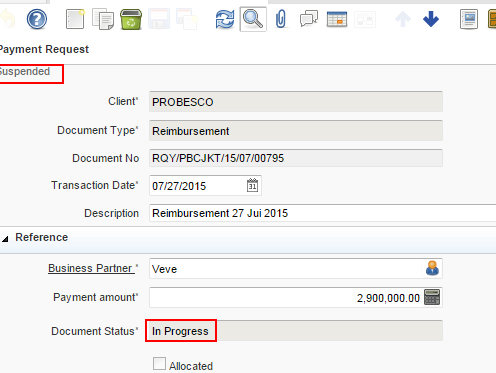 Payment Request
Suspended
Client* PROBESCO
Document Type* Reimbursement
Document No RQY/PBCJKT/15/07/00795
Transaction Date* 07/27/2015 31
Description Reimbursement 27 Jui 2015
Reference
Business Partner* Veve
Payment amount* 2,900,000.00
Document Status* In Progress
Allocated